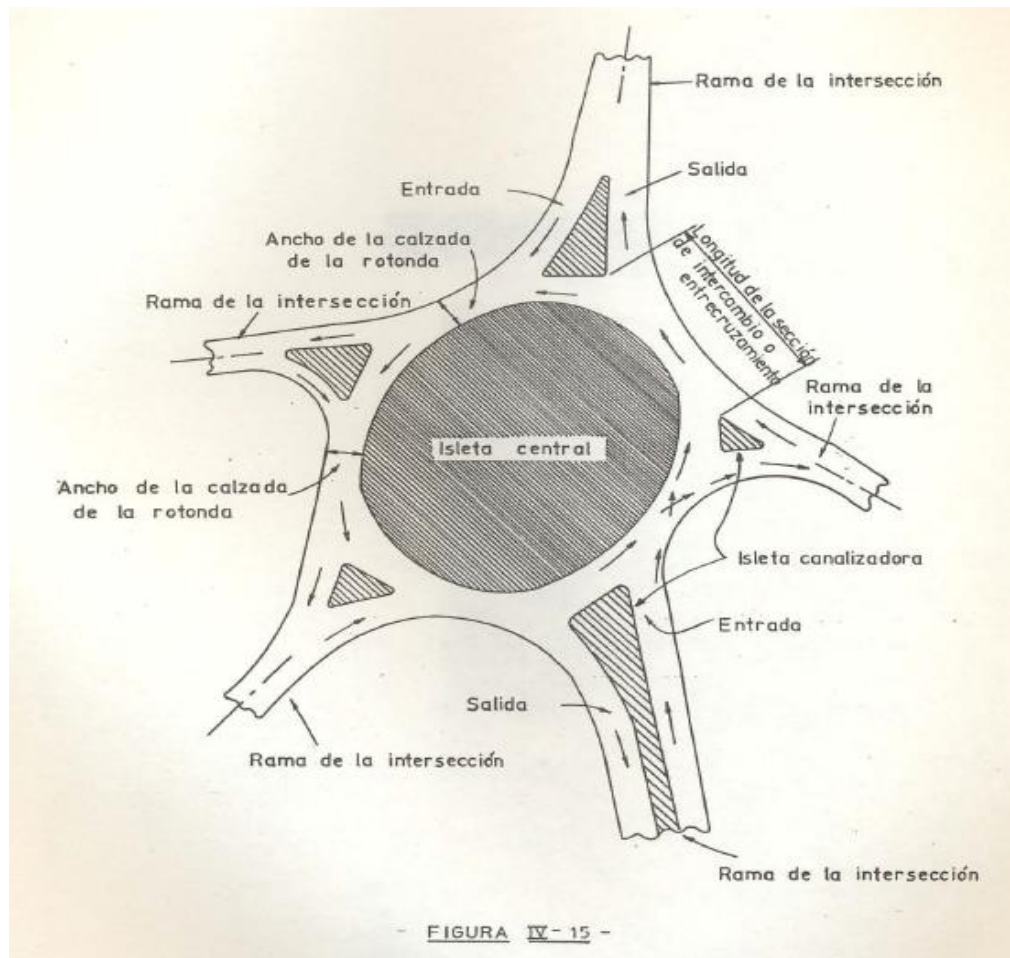 Rama de la intersección
Salida
Entrada
Ancho de la calzada
de la rotonda
Longitud de la sección
de intercambio o
entrecruzamiento
Rama de la intersección
Rama de la
intersección
Isleta central
Ancho de la calzada
de la rotonda
Isleta canalizadora
Entrada
Salida
Rama de la intersección
Rama de la intersección
- FIGURA IV-15 -